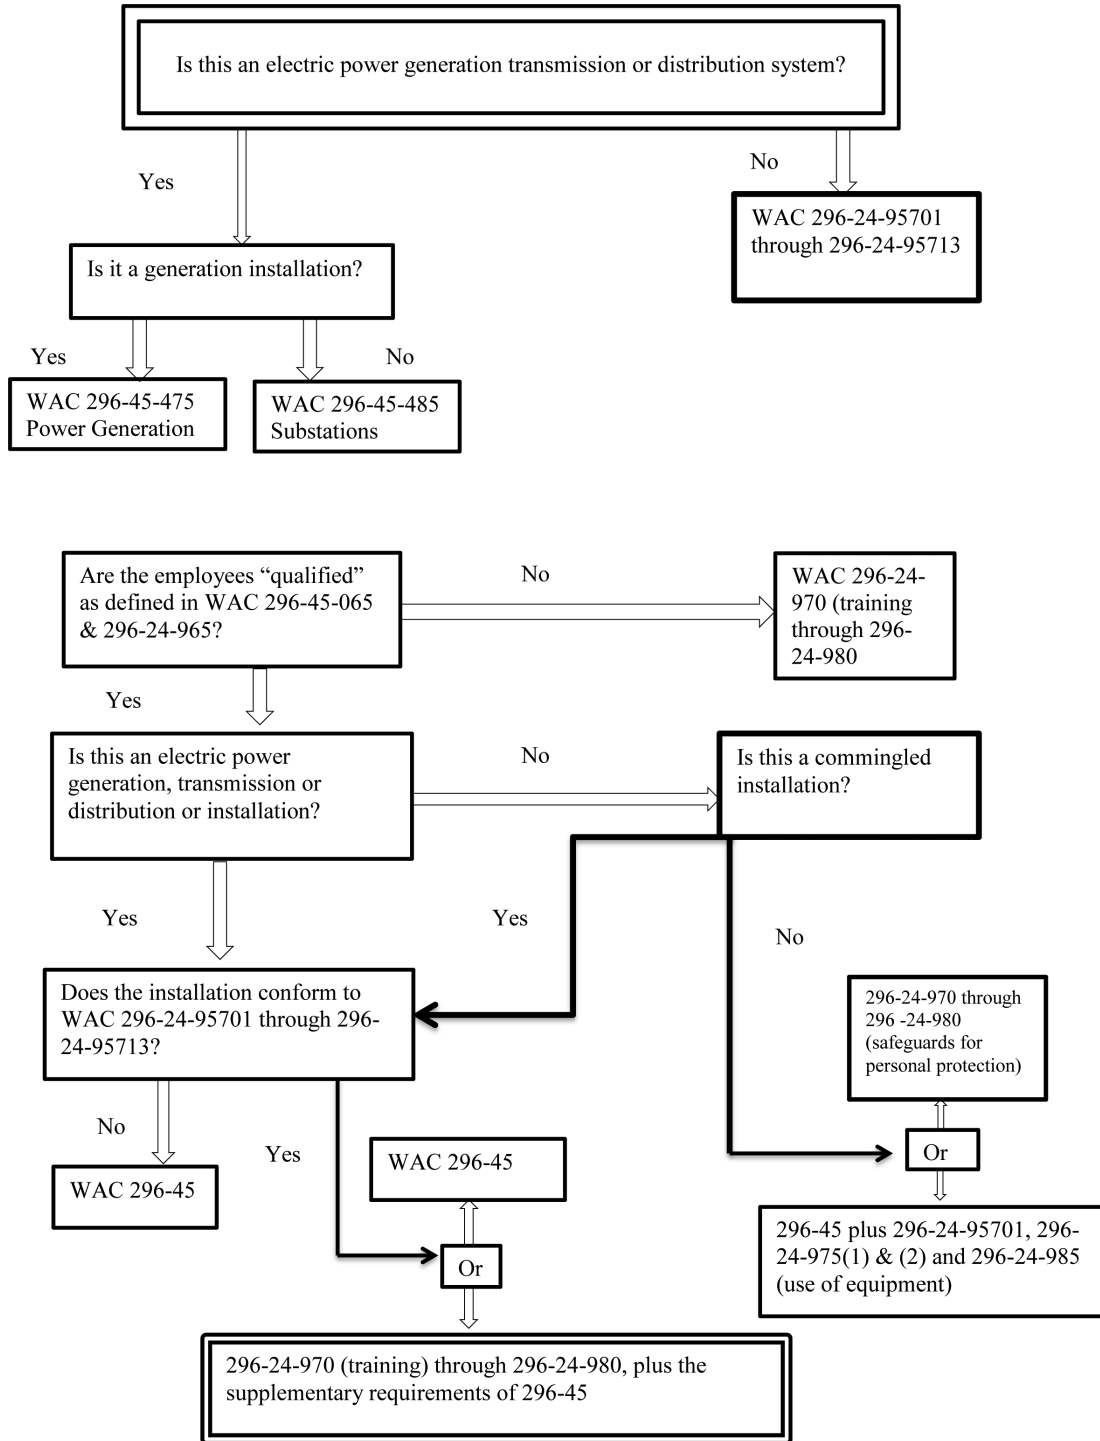 Is this an electric power generation transmission or distribution system?
Yes
No
WAC 296-24-95701
through 296-24-95713
Is it a generation installation?
Yes
No
WAC 296-45-475
Power Generation
WAC 296-45-485
Substations
Are the employees “qualified”
as defined in WAC 296-45-065
& 296-24-965?
No
WAC 296-24-
970 (training
through 296-
24-980
Yes
Is this an electric power
generation, transmission or
distribution or installation?
No
Is this a commingled
installation?
Yes
Yes
No
Does the installation conform to
WAC 296-24-95701 through 296-
24-95713?
296-24-970 through
296 -24-980
(safeguards for
personal protection)
No
Yes
WAC 296-45
Or
WAC 296-45
296-45 plus 296-24-95701, 296-
24-975(1) & (2) and 296-24-985
(use of equipment)
Or
296-24-970 (training) through 296-24-980, plus the
supplementary requirements of 296-45